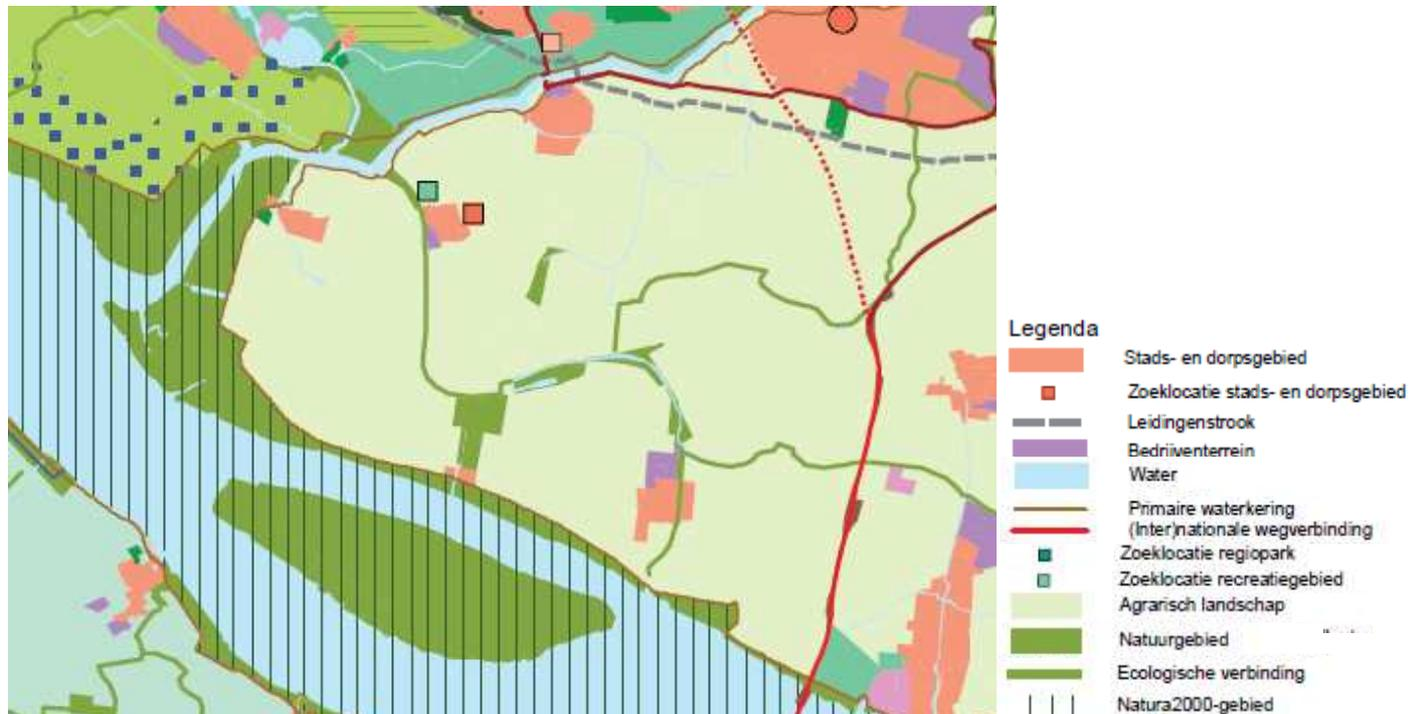 Legenda
Stads- en dorpsgebied
Zoeklocatie stads- en dorpsgebied
Leidingenstrook
Bedrijventerrein
Water
Primaire waterkering
(Inter)nationale wegverbinding
Zoeklocatie regiopark
Zoeklocatie recreatiegebied
Agrarisch landschap
Natuurgebied
Ecologische verbinding
Natura2000-gebied